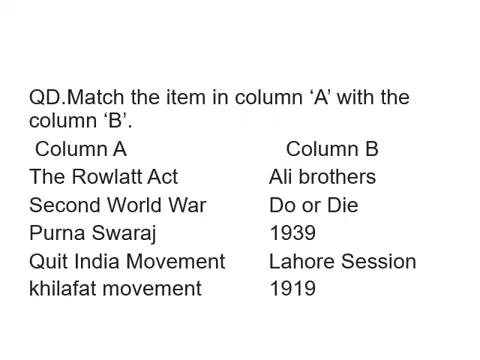 QD.Match the item in column ‘A’ with the
column ‘B’.
Column A Column B
The Rowlatt Act Ali brothers
Second World War Do or Die
Purna Swaraj 1939
Quit India Movement Lahore Session
khilafat movement 1919